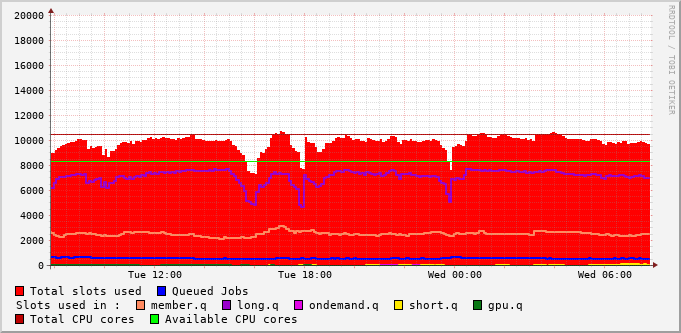 20000
18000
16000
14000
12000
10000
8000
6000
4000
2000
0
Tue 12:00 Tue 18:00 Wed 00:00 Wed 06:00
RRDTOOL / TOBI OETIKER
Total slots used Queued Jobs
Slots used in : member.q long.q ondemand.q short.q gpu.q
Total CPU cores Available CPU cores